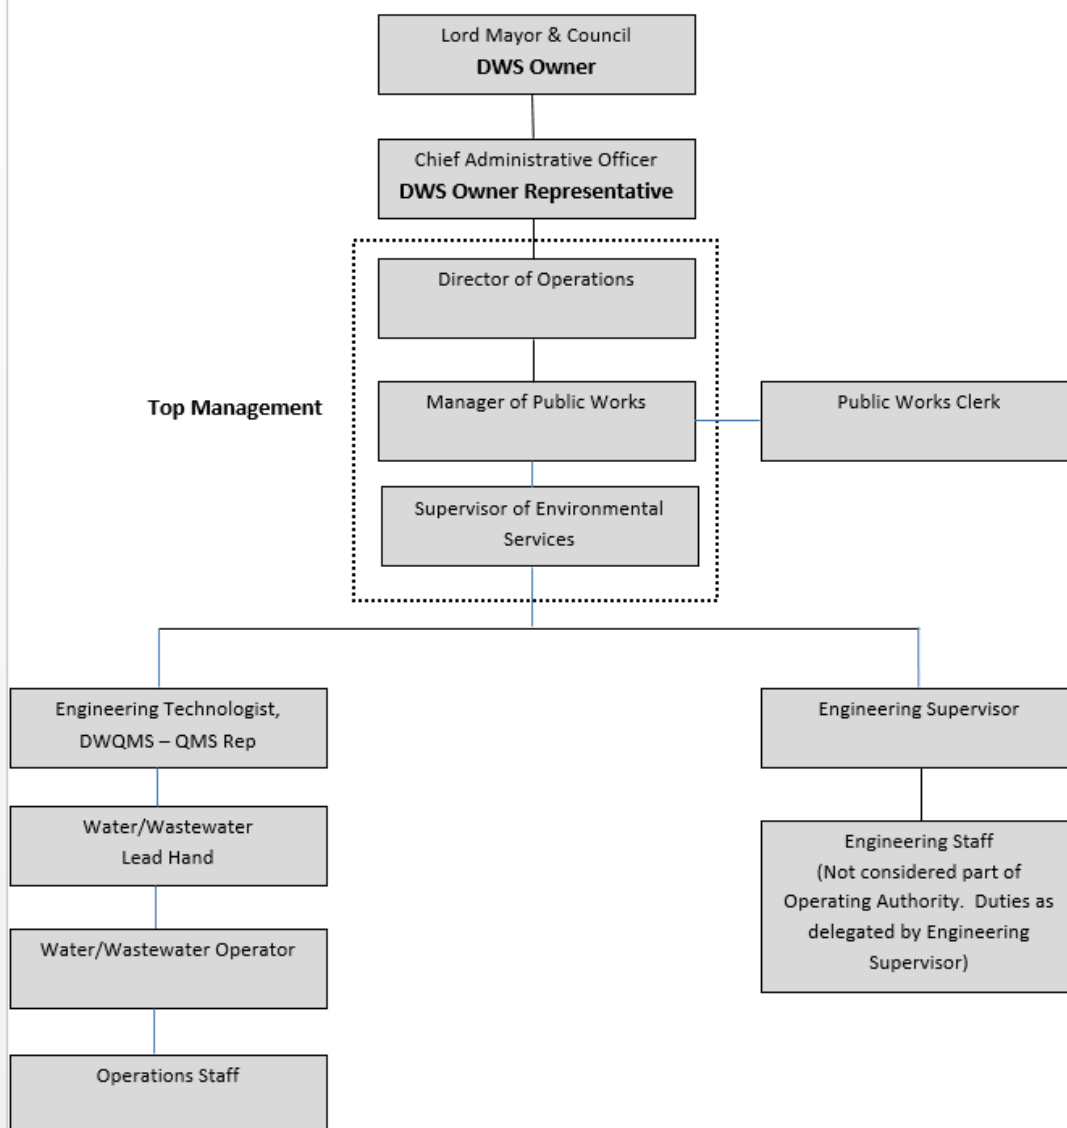 Lord Mayor & Council
DWS Owner
Chief Administrative Officer
DWS Owner Representative
Director of Operations
Top Management
Manager of Public Works
Public Works Clerk
Supervisor of Environmental
Services
Engineering Technologist,
DWQMS – QMS Rep
Engineering Supervisor
Water/Wastewater
Lead Hand
Engineering Staff
(Not considered part of
Operating Authority.  Duties as
delegated by Engineering
Supervisor)
Water/Wastewater Operator
Operations Staff